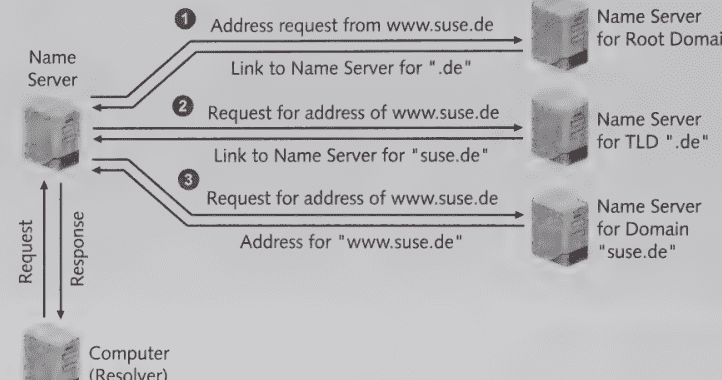 1 Address request from www.suse.de
Link to Name Server for ".de"
Name Server
for Root Domai
Name
Server
2 Request for address of www.suse.de
Link to Name Server for "suse.de"
Name Server
for TLD ".de"
3 Request for address of www.suse.de
Address for "www.suse.de"
Name Server
for Domain
"suse.de"
Request
Response
Computer
(Resolver)